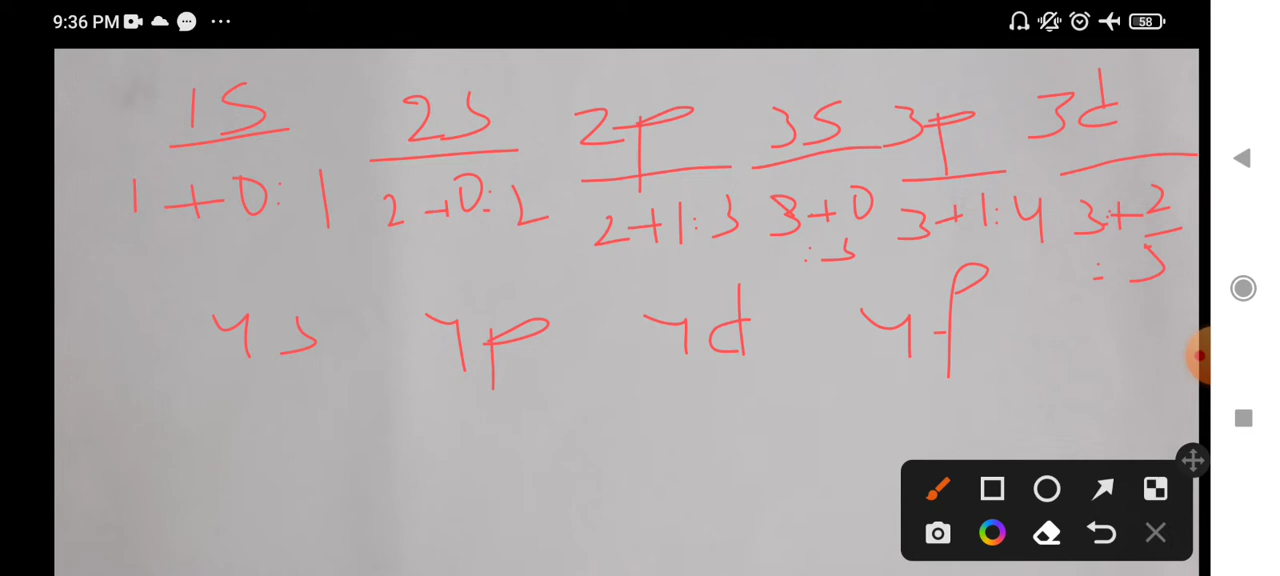 9:36 PM 58
1S 2s 2p 3S 3p 3d
1+0:1 2+0:2 2+1:3 3+0 3+1:4 3:+2
:3 :5
4s 4p 4d 4f